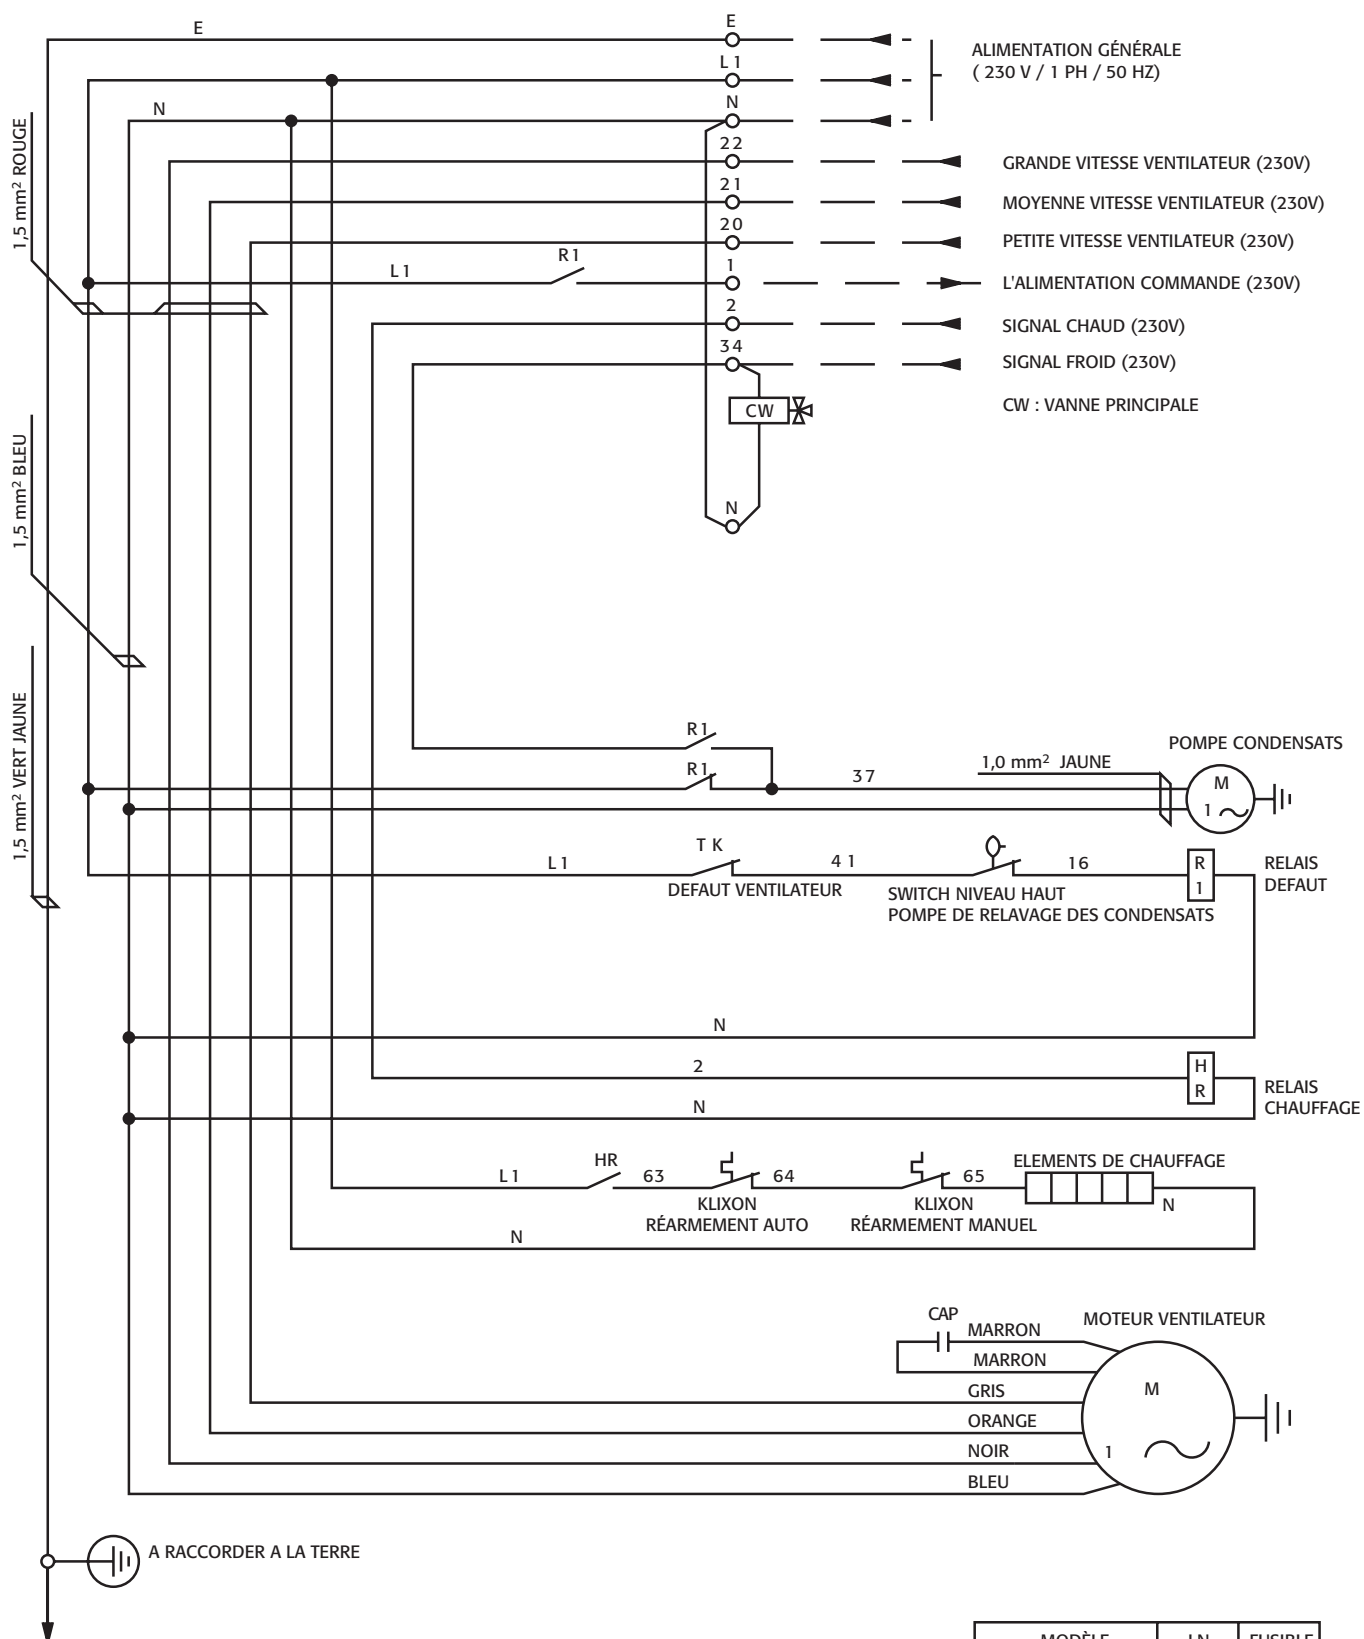 E
E
ALIMENTATION GÉNÉRALE
( 230 V / 1 PH / 50 HZ)
L1
N
N
22
GRANDE VITESSE VENTILATEUR (230V)
21
MOYENNE VITESSE VENTILATEUR (230V)
20
PETITE VITESSE VENTILATEUR (230V)
L1
R1
1
L'ALIMENTATION COMMANDE (230V)
2
SIGNAL CHAUD (230V)
34
SIGNAL FROID (230V)
CW
CW : VANNE PRINCIPALE
N
1,5 mm² ROUGE
1,5 mm² BLEU
1,5 mm² VERT JAUNE
R1
POMPE CONDENSATS
R1
37
1,0 mm² JAUNE
M
1
L1
TK
41
16
R
1
RELAIS
DEFAUT
DEFAUT VENTILATEUR
SWITCH NIVEAU HAUT
POMPE DE RELAVAGE DES CONDENSATS
N
2
H
R
RELAIS
CHAUFFAGE
N
L1
HR
63
64
65
ELEMENTS DE CHAUFFAGE
N
KLIXON
RÉARMEMENT AUTO
KLIXON
RÉARMEMENT MANUEL
N
CAP
MARRON
MOTEUR VENTILATEUR
MARRON
GRIS
M
ORANGE
NOIR
1
BLEU
A RACCORDER A LA TERRE
MODÈLE
FUSIBLE